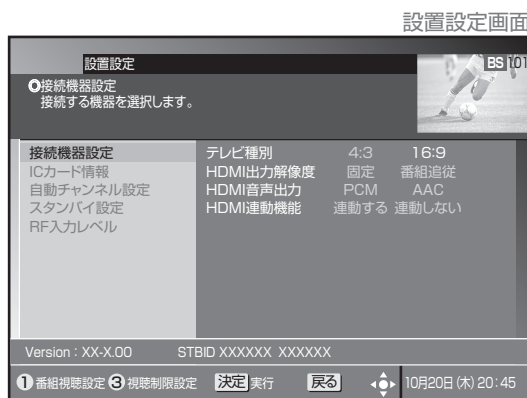 設置設定画面
設置設定
BS 101
接続機器設定
接続する機器を選択します。
接続機器設定
ICカード情報
自動チャンネル設定
スタンバイ設定
RF入力レベル
テレビ種別 4:3 16:9
HDMI出力解像度 固定 番組追従
HDMI音声出力 PCM AAC
HDMI連動機能 連動する 連動しない
Version：XX-X.00 STBID XXXXXX XXXXXX
1 番組視聴設定 3 視聴制限設定 決定 実行 戻る 10月20日(木) 20:45